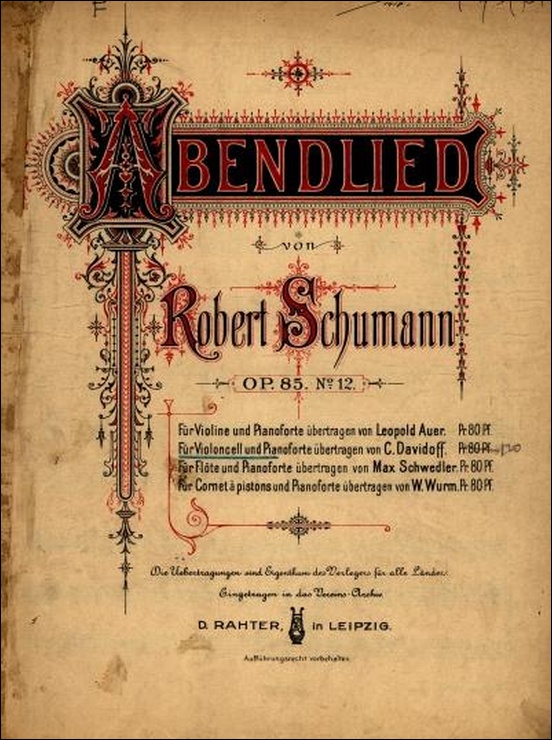 ABENDLIED
von
Robert Schumann
OP. 85. No 12.
Für Violine und Pianoforte übertragen von Leopold Auer. Pr. 80 Pf.
Für Violoncell und Pianoforte übertragen von C. Davidoff. Pr. 80 Pf. 120
Für Flöte und Pianoforte übertragen von Max Schwedler. Pr. 80 Pf.
Für Cornet à pistons und Pianoforte übertragen von W. Wurm. Pr. 80 Pf.
Die Uebertragungen sind Eigenthum des Verlegers für alle Länder.
Eingetragen in das Vereins-Archiv.
D. RAHTER, in LEIPZIG.
Aufführungsrecht vorbehalten.